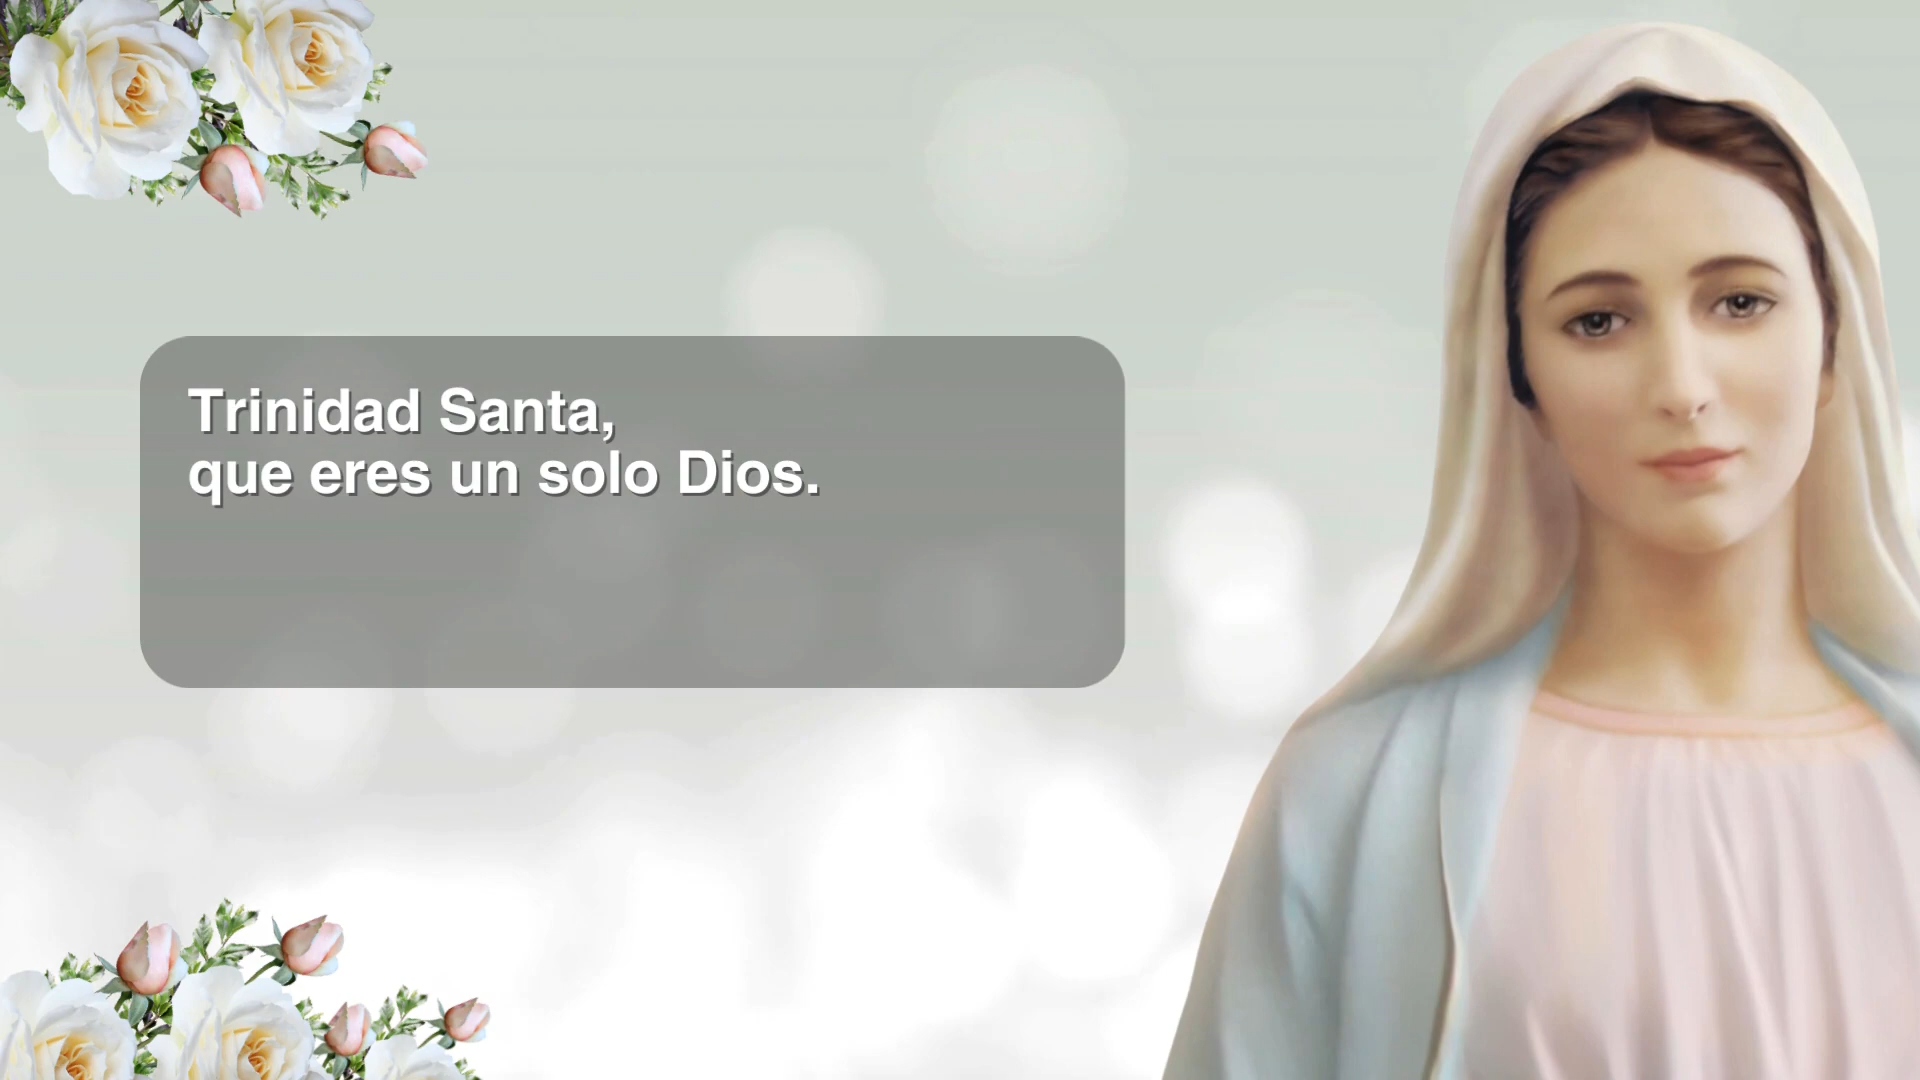 Trinidad Santa,
que eres un solo Dios.